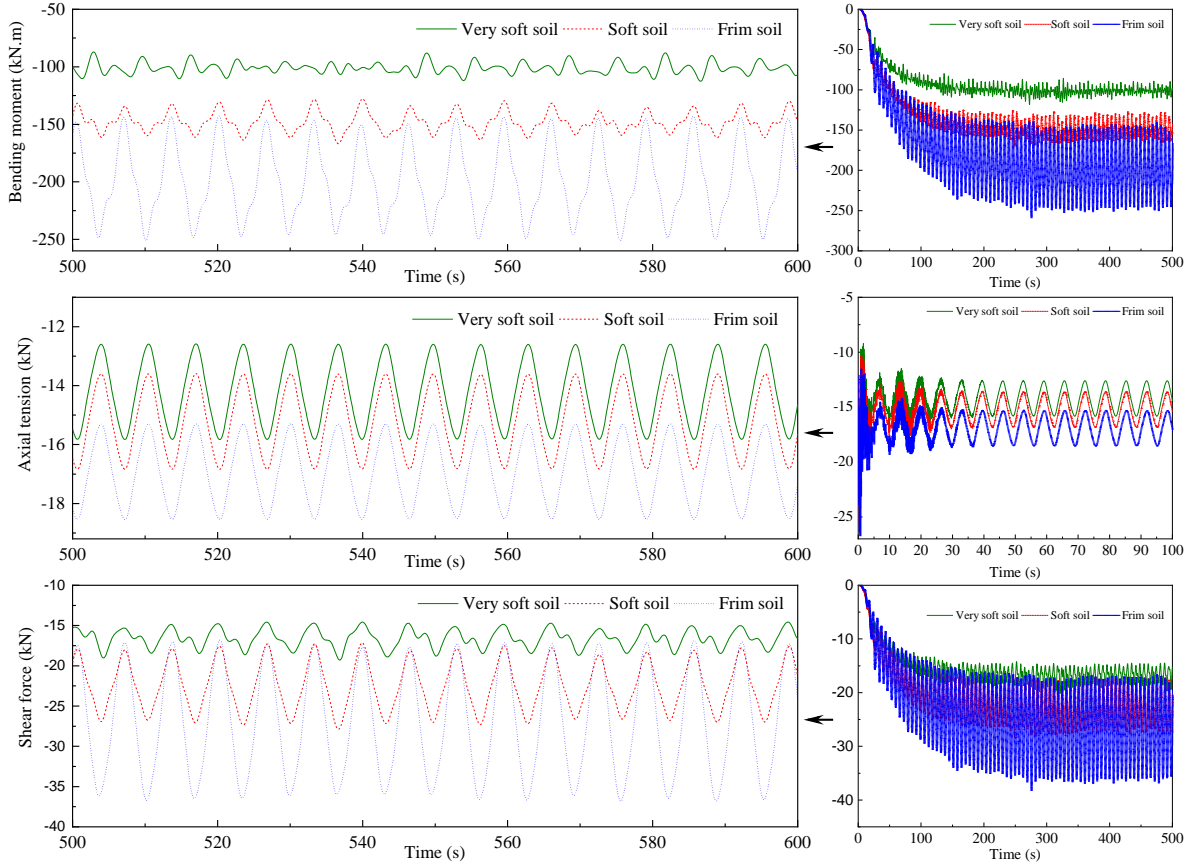 Bending moment (kN.m)
-50
-100
-150
-200
-250
Very soft soil
Soft soil
Frim soil
500
520
540
560
580
600
Time (s)
0
-50
-100
-150
-200
-250
-300
Very soft soil
Soft soil
Frim soil
0
100
200
300
400
500
Time (s)
Axial tension (kN)
-12
-14
-16
-18
Very soft soil
Soft soil
Frim soil
500
520
540
560
580
600
Time (s)
-5
-10
-15
-20
-25
Very soft soil
Soft soil
Frim soil
0
10
20
30
40
50
60
70
80
90
100
Time (s)
Shear force (kN)
-10
-15
-20
-25
-30
-35
-40
Very soft soil
Soft soil
Frim soil
500
520
540
560
580
600
Time (s)
0
-10
-20
-30
-40
Very soft soil
Soft soil
Frim soil
0
100
200
300
400
500
Time (s)